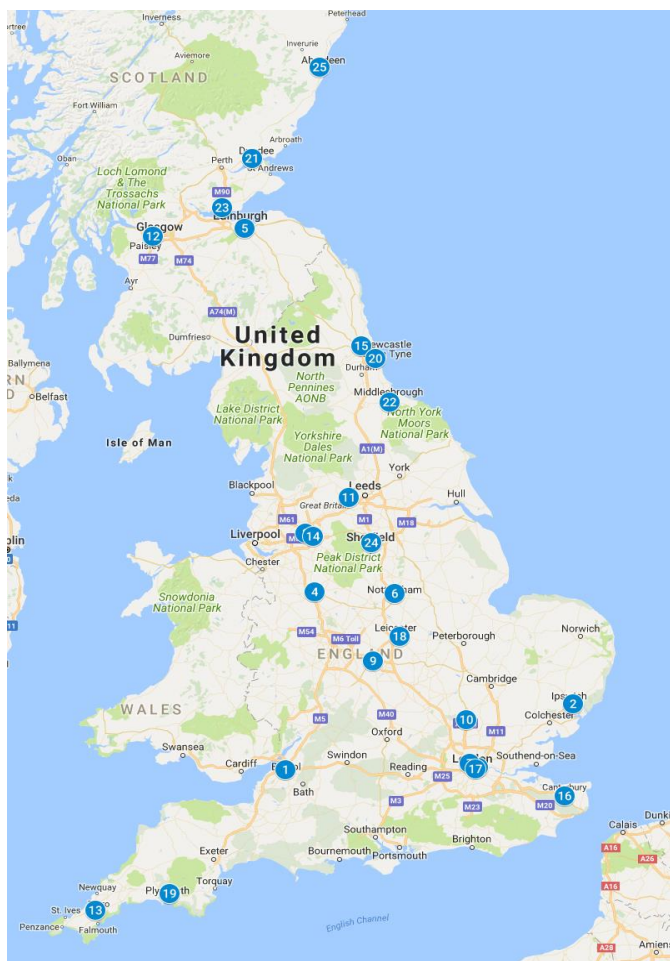 Peterhead
Inverness
Inverurie
Aviemore
Aberdeen
25
SCOTLAND
Fort William
Arbroath
Oban
Perth
Dundee
21
St Andrews
Loch Lomond
& The
Trossachs
National Park
M90
23
Edinburgh
5
Glasgow
12
Paisley
M77
M74
Ayr
A74(M)
United
Kingdom
Dumfries
15
Newcastle
20
Tyne
Durham
Ballymena
Belfast
North
Pennines
AONB
Middlesbrough
22
Lake District
National Park
North York
Moors
National Park
Isle of Man
Yorkshire
Dales
National Park
A1(M)
York
Blackpool
Leeds
11
Great Britain
Hull
M61
M1
M18
Liverpool
14
Sheffield
24
Chester
Peak District
National Park
Snowdonia
National Park
4
Nottingham
6
M54
M6 Toll
Leicester
18
Peterborough
Norwich
ENGLAND
9
Cambridge
WALES
M5
M40
10
M11
Ipswich
2
Colchester
Oxford
Swansea
Cardiff
Bristol
1
Bath
Swindon
Reading
London
17
Southend-on-Sea
M25
M3
M23
M20
Canterbury
16
Southampton
Portsmouth
Brighton
Bournemouth
Calais
Exeter
Torquay
A16
A26
Newquay
Plymouth
19
St. Ives
13
Penzance
Falmouth
English Channel
A16
A28
Amiens
11